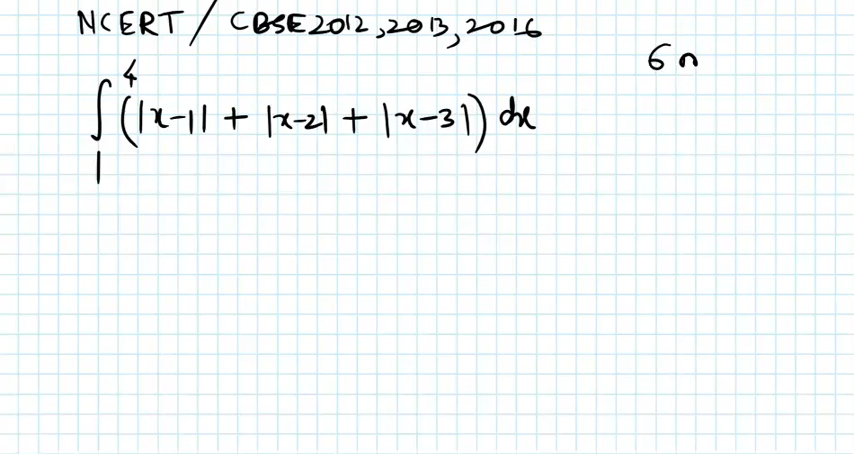 NCERT / CBSE 2012, 2013, 2016
6 m
∫₁⁴ (|x-1| + |x-2| + |x-3|) dx